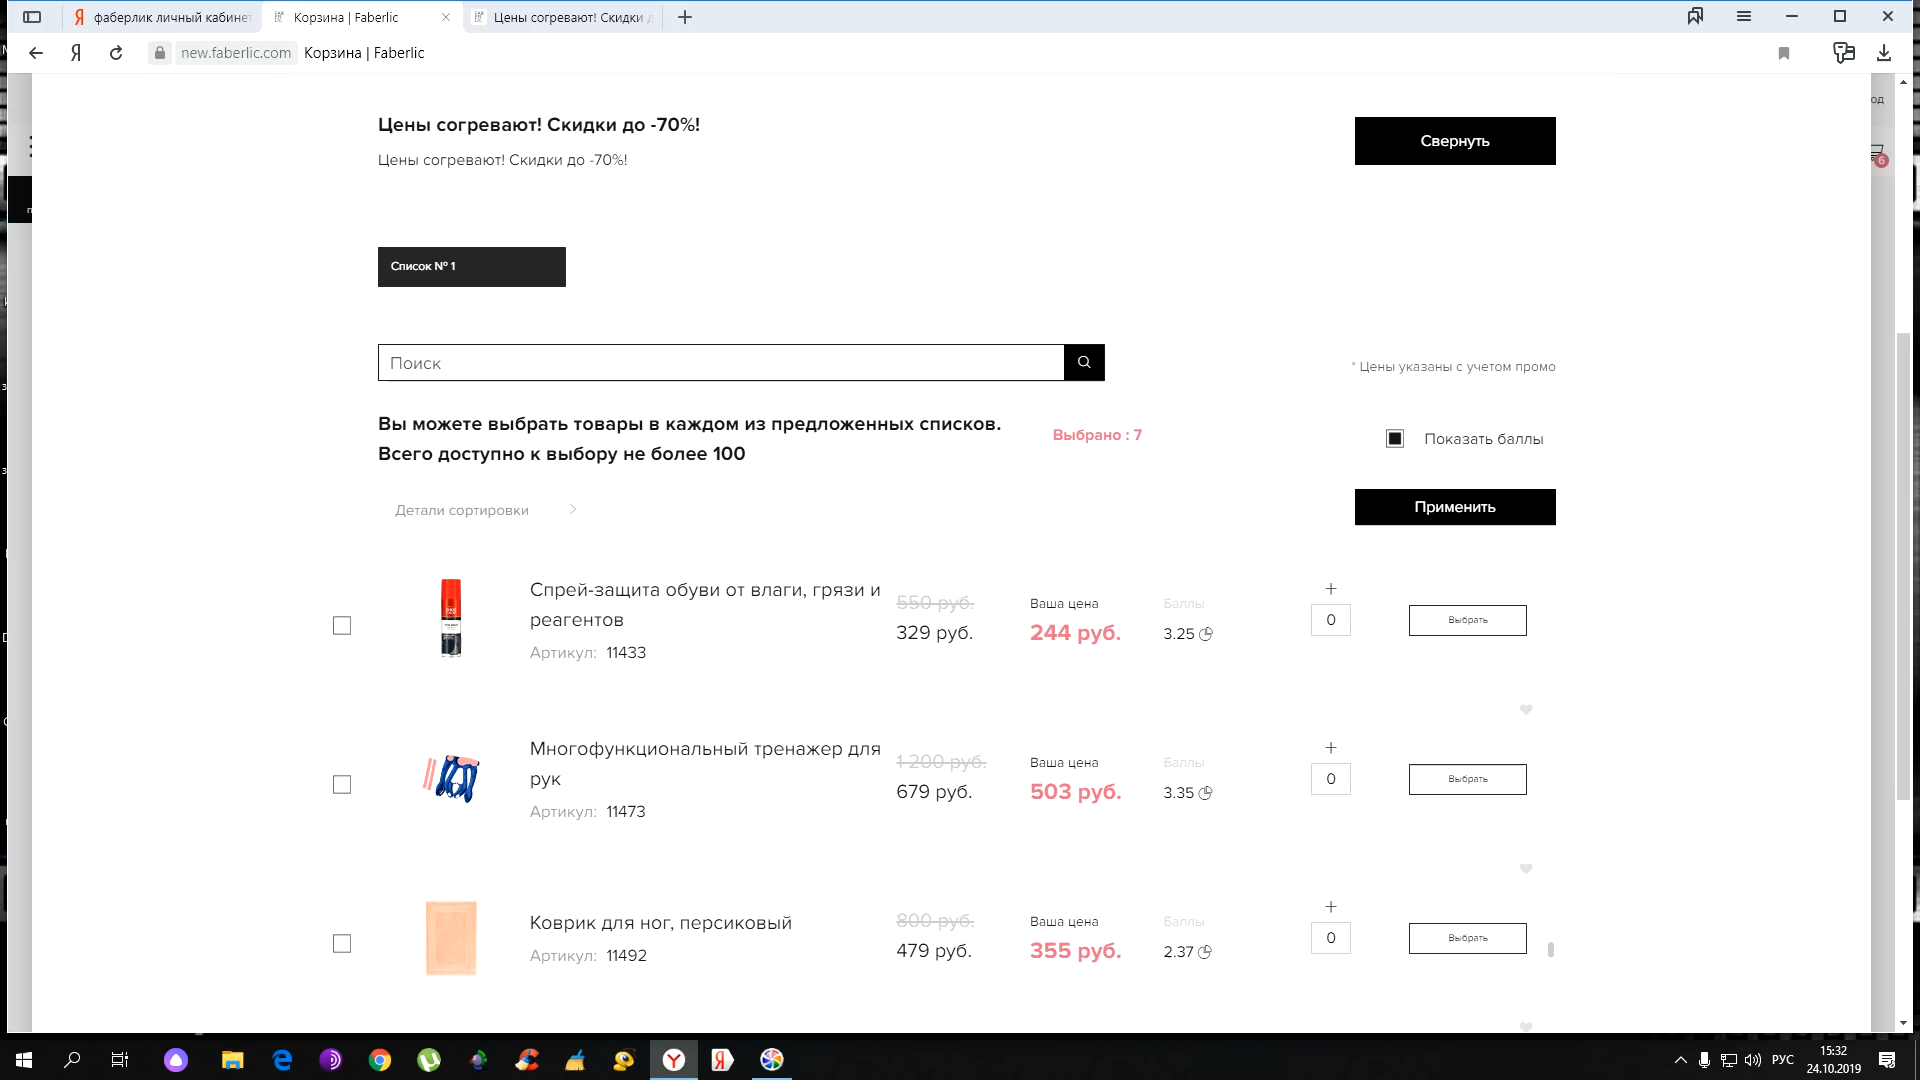 фаберлик личный кабинет
Корзина | Faberlic
Цены согревают! Скидки д
Я
new.faberlic.com
Корзина | Faberlic
од
Цены согревают! Скидки до -70%!
Свернуть
Цены согревают! Скидки до -70%!
6
Список № 1
Поиск
* Цены указаны с учетом промо
Вы можете выбрать товары в каждом из предложенных списков.
Всего доступно к выбору не более 100
Выбрано : 7
Показать баллы
Детали сортировки
Применить
Спрей-защита обуви от влаги, грязи и
реагентов
Артикул: 11433
550 руб.
329 руб.
Ваша цена
244 руб.
Баллы
3.25
+
0
Выбрать
Многофункциональный тренажер для
рук
Артикул: 11473
1 200 руб.
679 руб.
Ваша цена
503 руб.
Баллы
3.35
+
0
Выбрать
Коврик для ног, персиковый
Артикул: 11492
800 руб.
479 руб.
Ваша цена
355 руб.
Баллы
2.37
+
0
Выбрать
РУС
15:32
24.10.2019